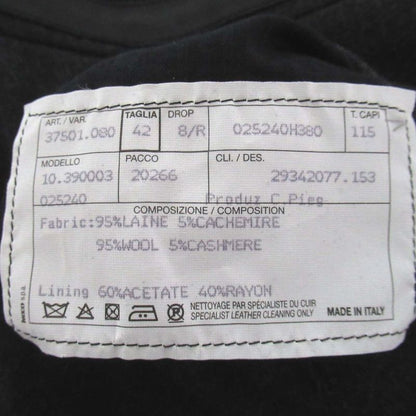 ART./ VAR. TAGLIA DROP T. CAPI
37501.080 42 8/R 025240H380 115
MODELLO PACCO CLI. / DES.
10.390003 20266 29342077.153
025240 Produz C.Pieg
COMPOSIZIONE / COMPOSITION
Fabric:95%LAINE 5%CACHEMIRE
95%WOOL 5%CASHMERE
Lining 60%ACETATE 40%RAYON
NETTOYAGE PAR SPÉCIALISTE DU CUIR
SPECIALIST LEATHER CLEANING ONLY
MADE IN ITALY